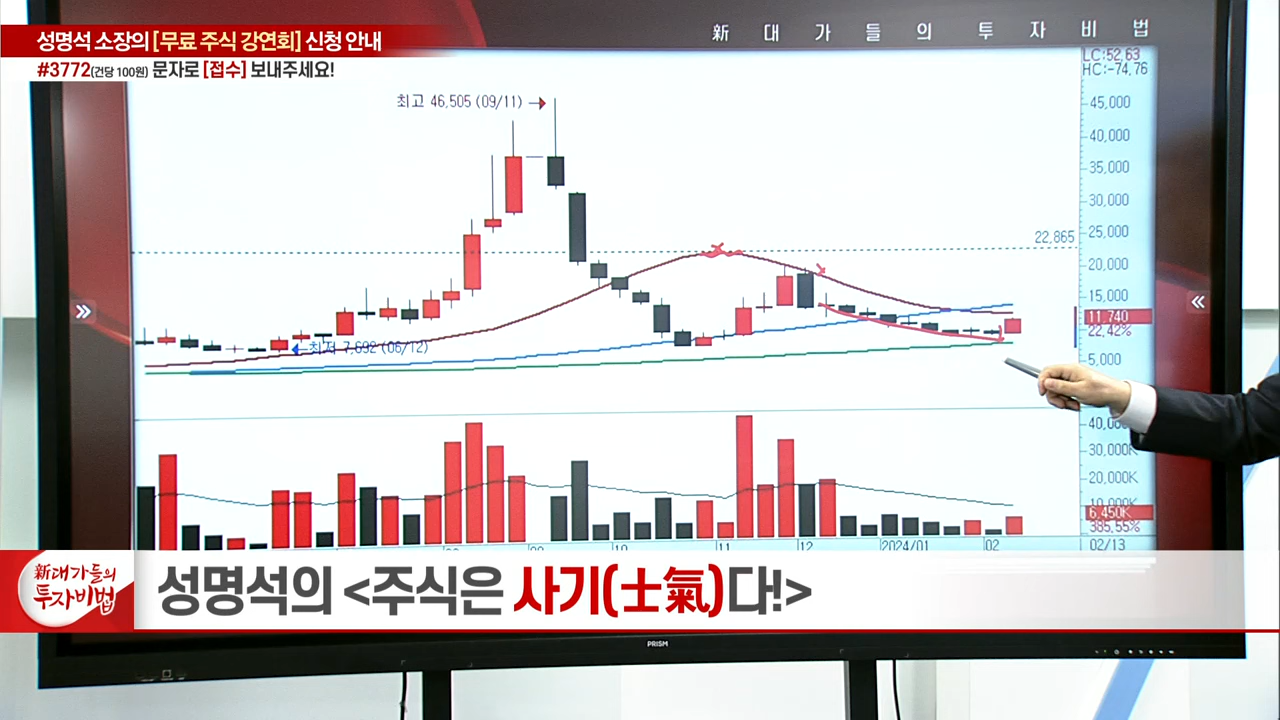 성명석 소장의 [무료 주식 강연회] 신청 안내
#3772(건당 100원) 문자로 [접수] 보내주세요!
新 대 가 들 의 투 자 비 법
LC:52,63
HC:-74,76
최고 46,505 (09/11)
45,000
40,000
35,000
30,000
25,000
22,865
20,000
15,000
11,740
22,42%
최저 7,692 (06/12)
5,000
30,000K
20,000K
10,000K
6,450K
385,55%
09
10
11
12
2024/01
02
02/13
新대가들의
투자비법
성명석의 <주식은 사기(士氣)다!>
PRISM